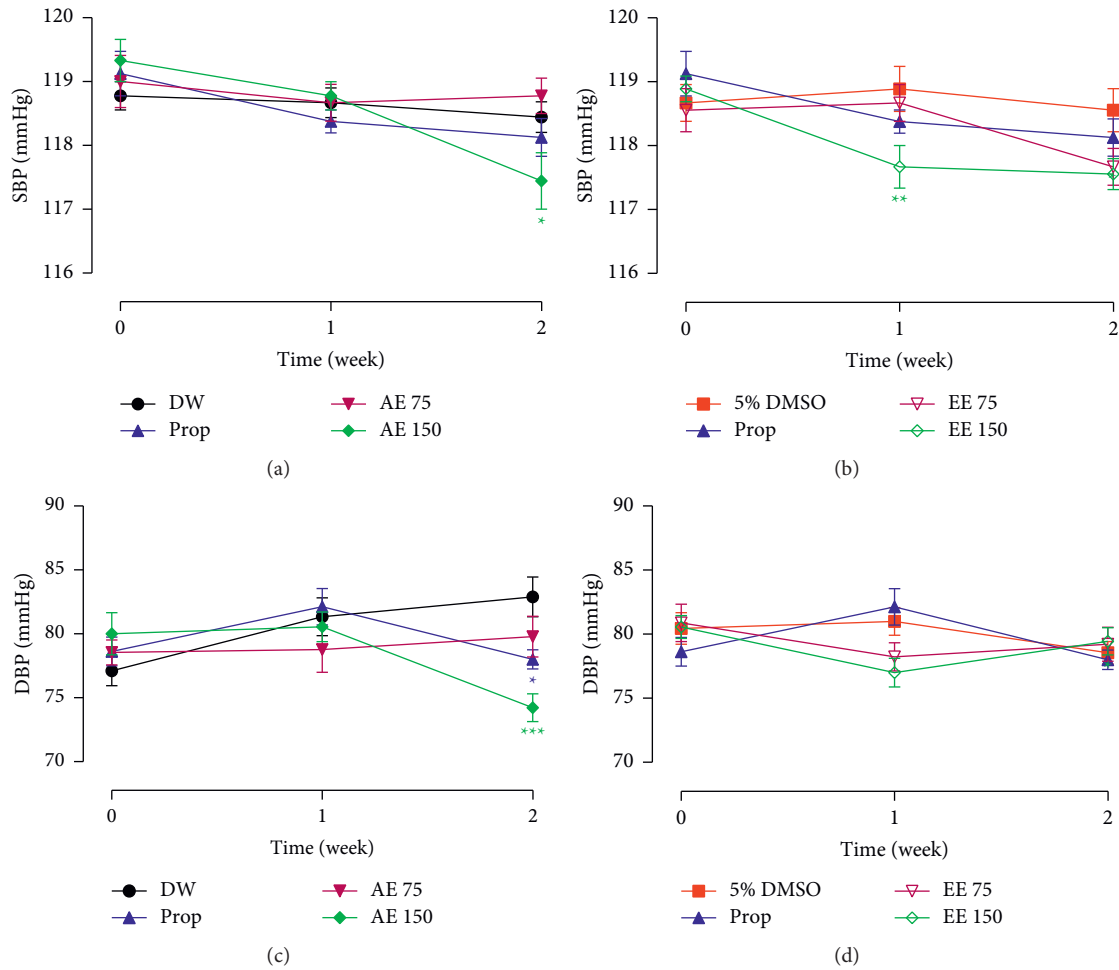 120
119
118
117
116
SBP (mmHg)
*
0
1
2
Time (week)
DW
AE 75
Prop
AE 150
(a)
120
119
118
117
116
SBP (mmHg)
**
0
1
2
Time (week)
5% DMSO
EE 75
Prop
EE 150
(b)
90
85
80
75
70
DBP (mmHg)
*
***
0
1
2
Time (week)
DW
AE 75
Prop
AE 150
(c)
90
85
80
75
70
DBP (mmHg)
0
1
2
Time (week)
5% DMSO
EE 75
Prop
EE 150
(d)